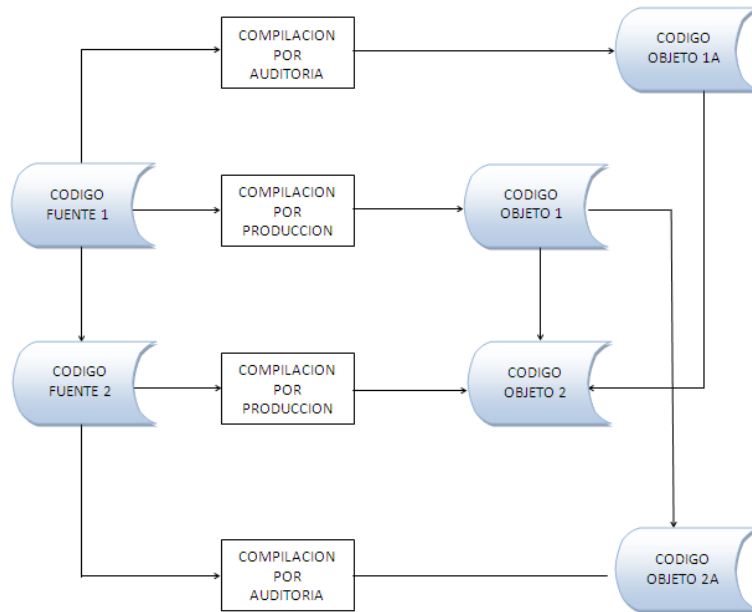 COMPILACION
POR
AUDITORIA
CODIGO
OBJETO 1A
CODIGO
FUENTE 1
COMPILACION
POR
PRODUCCION
CODIGO
OBJETO 1
CODIGO
FUENTE 2
COMPILACION
POR
PRODUCCION
CODIGO
OBJETO 2
COMPILACION
POR
AUDITORIA
CODIGO
OBJETO 2A